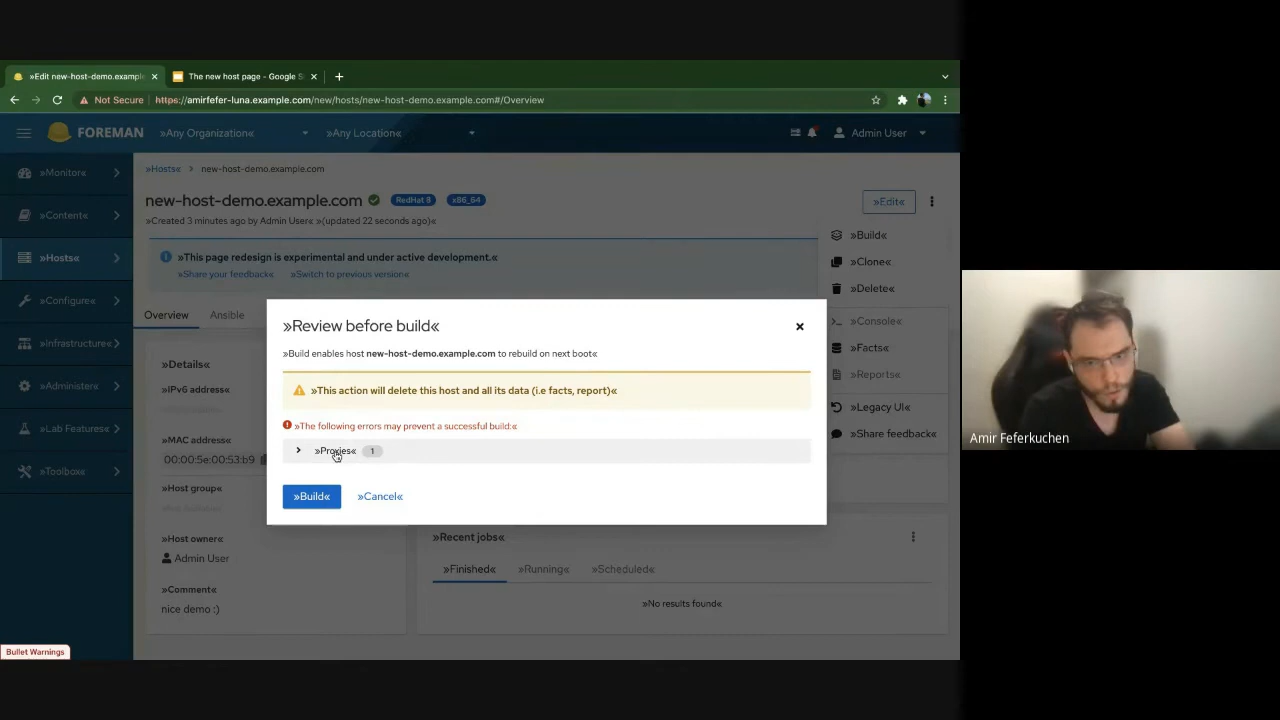 »Edit new-host-demo.example
The new host page - Google S
Not Secure
https://amirfefer-luna.example.com/new/hosts/new-host-demo.example.com#/Overview
FOREMAN
»Any Organization«
»Any Location«
Admin User
»Monitor«
»Content«
»Hosts«
»Configure«
»Infrastructure«
»Administer«
»Lab Features«
»Toolbox«
»Hosts«
new-host-demo.example.com
new-host-demo.example.com
RedHat 8
x86_64
»Edit«
»Created 3 minutes ago by Admin User« »(updated 22 seconds ago)«
»This page redesign is experimental and under active development.«
»Share your feedback«
»Switch to previous version«
»Build«
»Clone«
»Delete«
»Console«
»Facts«
»Reports«
»Legacy UI«
»Share feedback«
Overview
Ansible
»Details«
»IPv6 address«
»MAC address«
00:00:5e:00:53:b9
»Host group«
»Host owner«
Admin User
»Comment«
nice demo :)
»Review before build«
»Build enables host new-host-demo.example.com to rebuild on next boot«
»This action will delete this host and all its data (i.e facts, report)«
»The following errors may prevent a successful build:«
»Proxies« 1
»Build«
»Cancel«
»Recent jobs«
»Finished«
»Running«
»Scheduled«
»No results found«
Bullet Warnings
Amir Feferkuchen